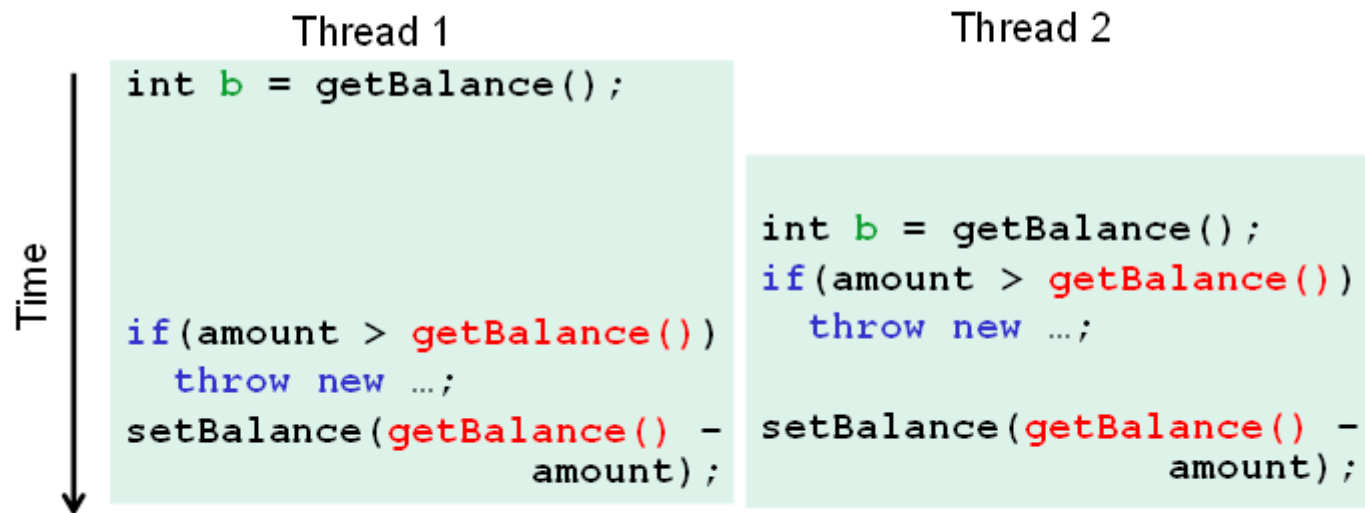 Thread 1
Thread 2
Time
int b = getBalance();
if(amount > getBalance())
throw new …;
setBalance(getBalance() –
amount);
int b = getBalance();
if(amount > getBalance())
throw new …;
setBalance(getBalance() –
amount);